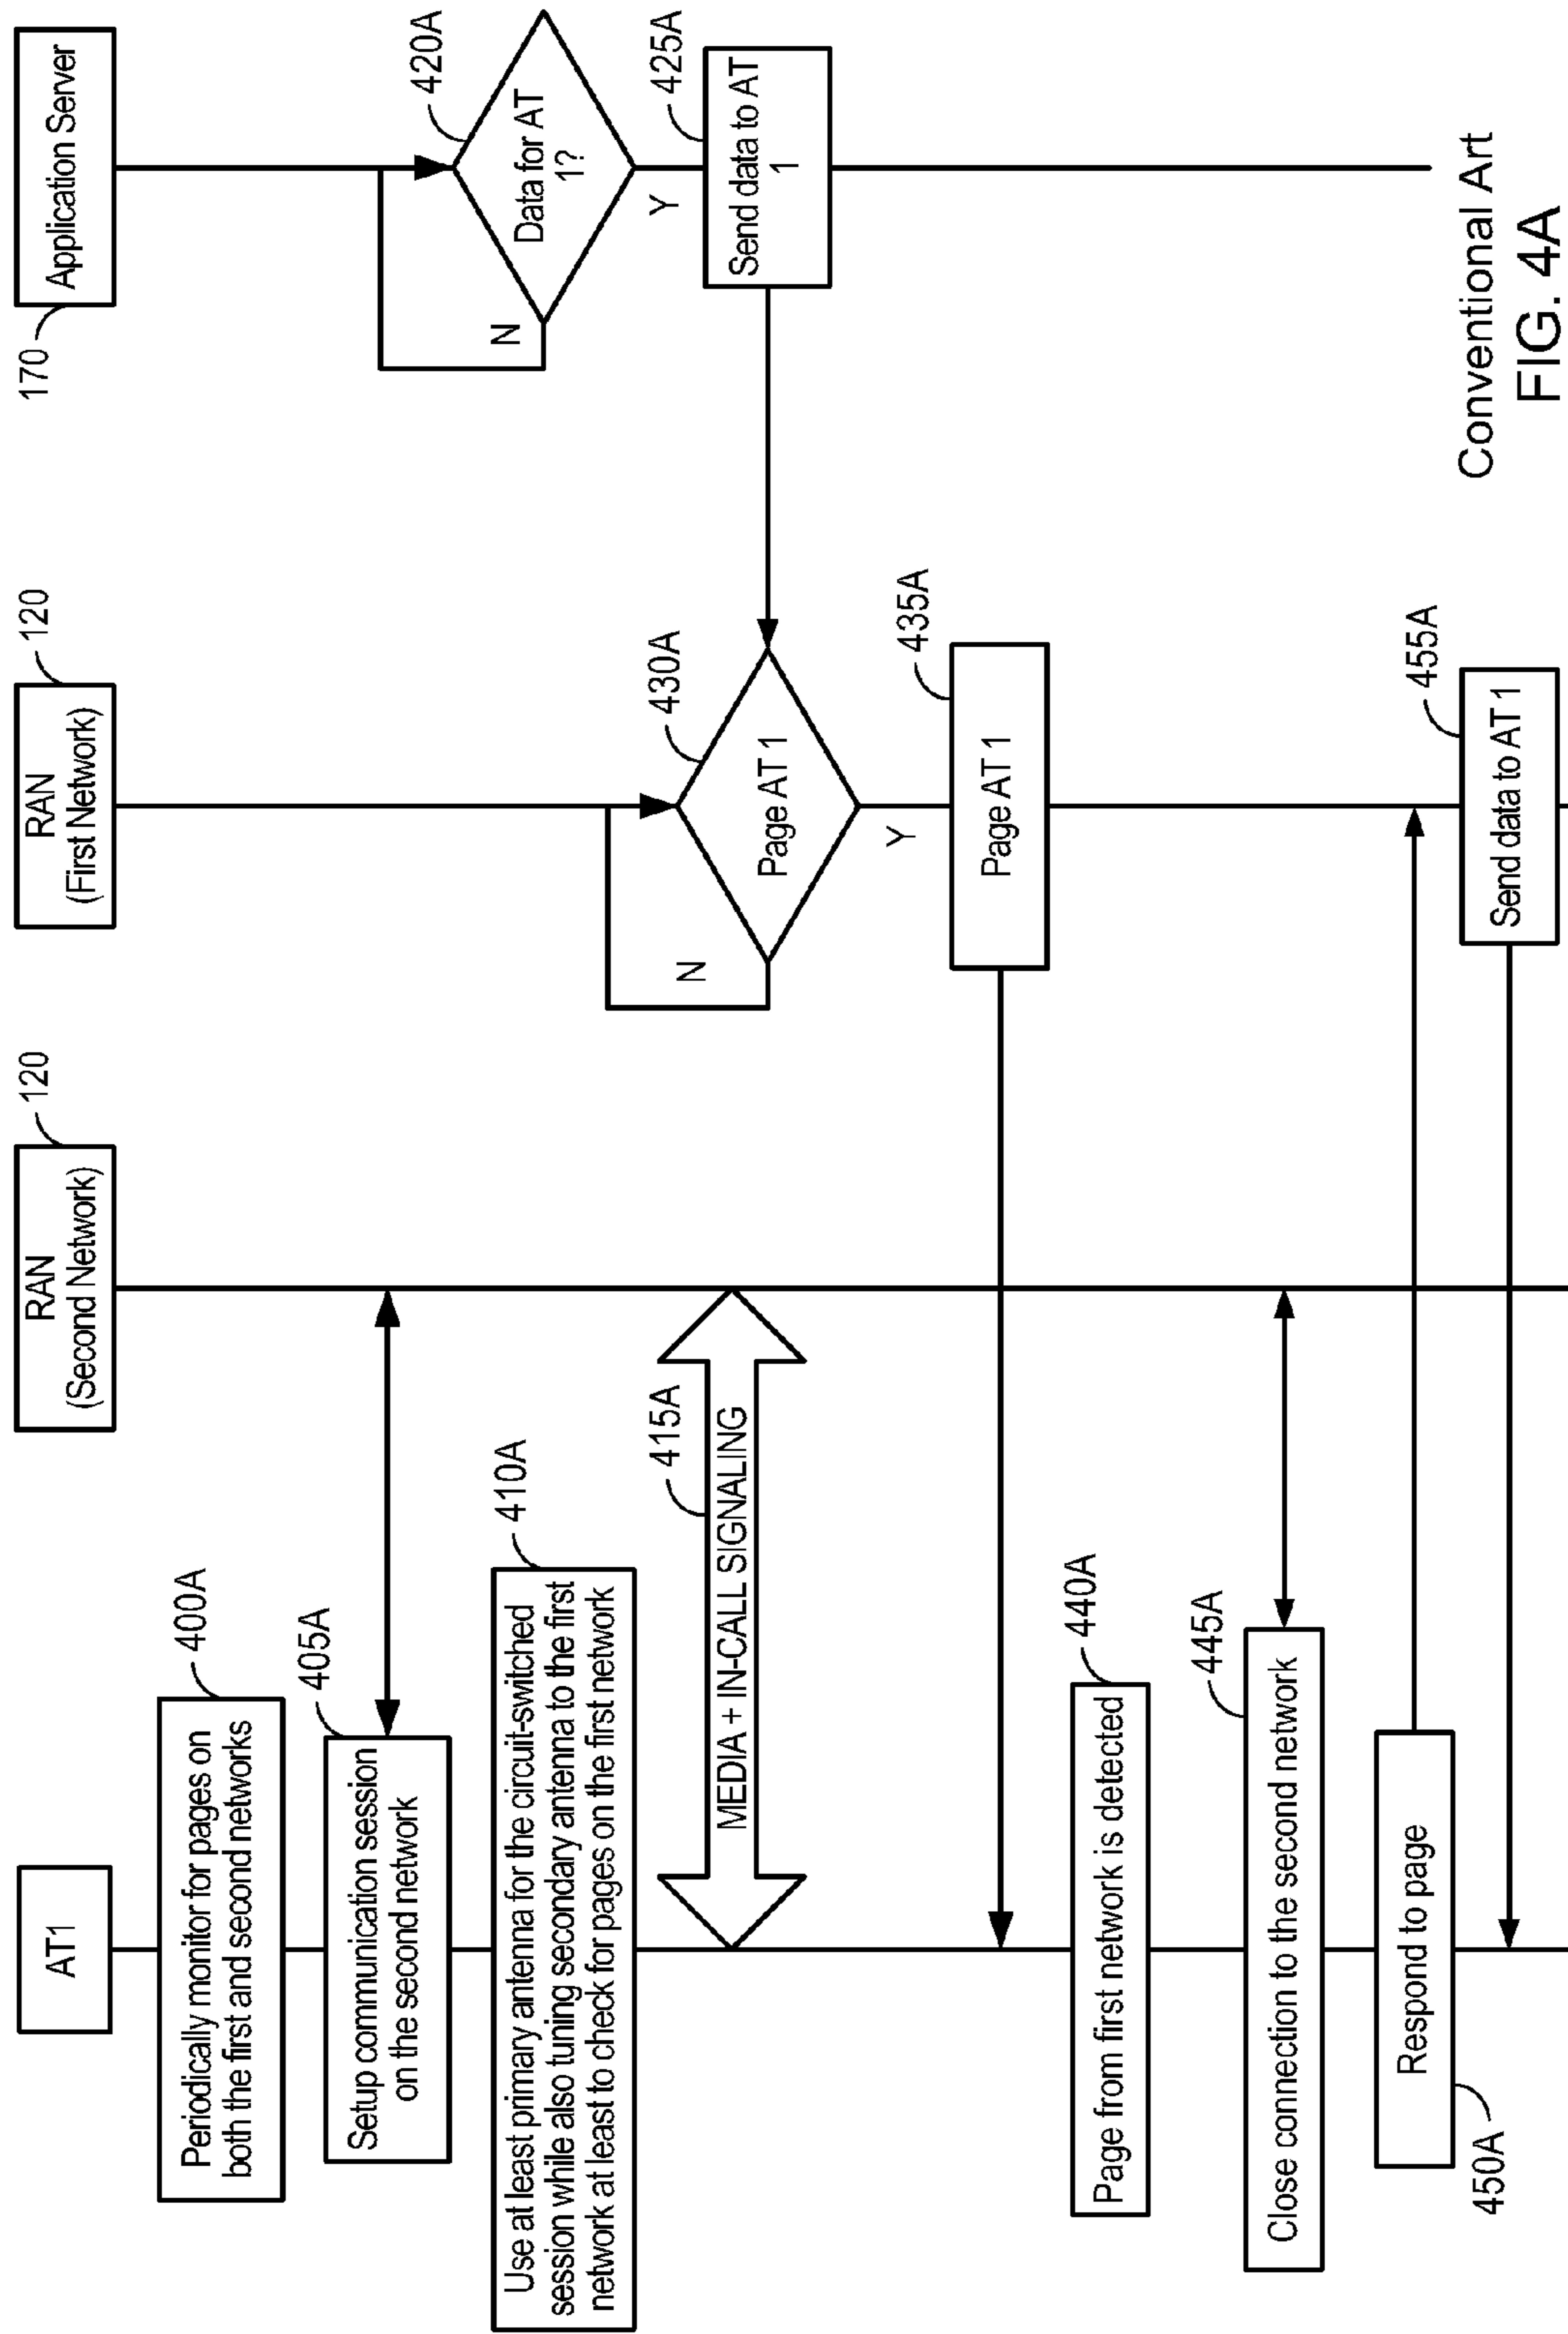 AT1
RAN
(Second Network)
120
RAN
(First Network)
120
Application Server
170
Periodically monitor for pages on
both the first and second networks
400A
Setup communication session
on the second network
405A
Use at least primary antenna for the circuit-switched
session while also tuning secondary antenna to the first
network at least to check for pages on the first network
410A
MEDIA + IN-CALL SIGNALING
415A
Data for AT
1?
420A
N
Y
Send data to AT
1
425A
Page AT 1
430A
N
Y
Page AT 1
435A
Page from first network is detected
440A
Close connection to the second network
445A
Respond to page
450A
Send data to AT 1
455A
Conventional Art
FIG. 4A